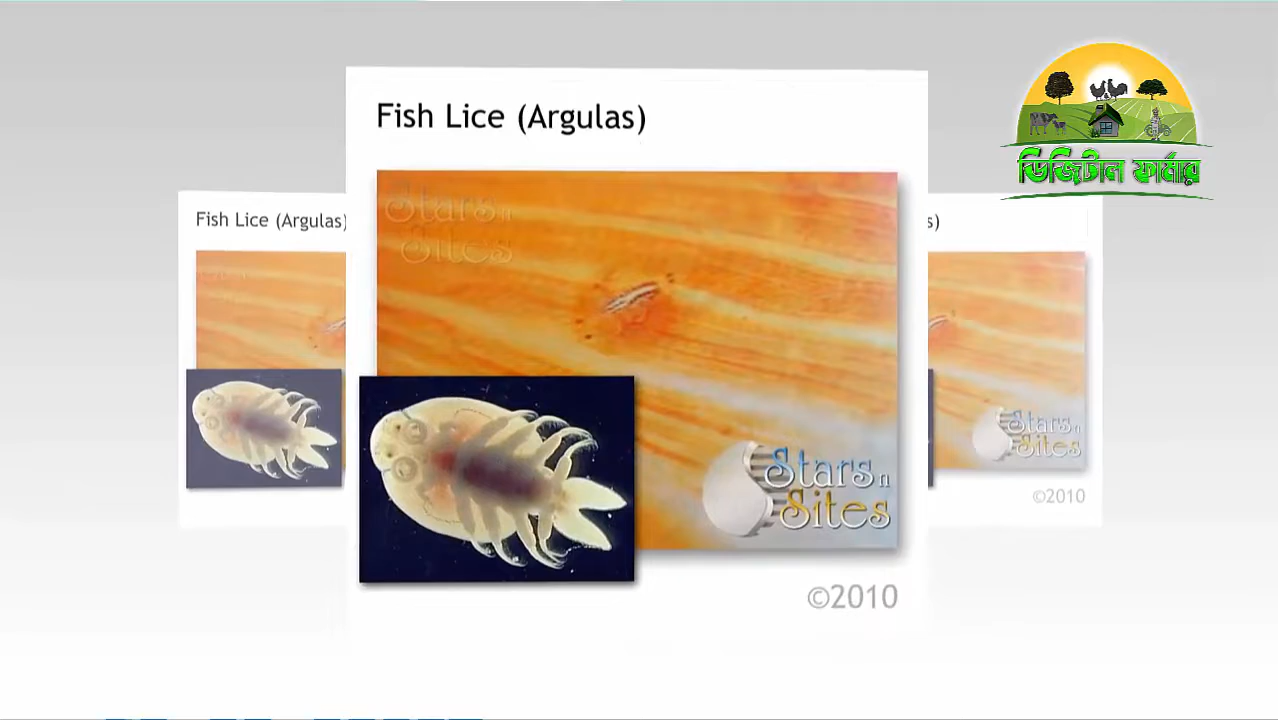 Fish Lice (Argulas)
ডিজিটাল ফার্মার
Stars n
Sites
Fish Lice (Argulas)
s)
Stars n
Sites
Stars n
Sites
©2010
©2010